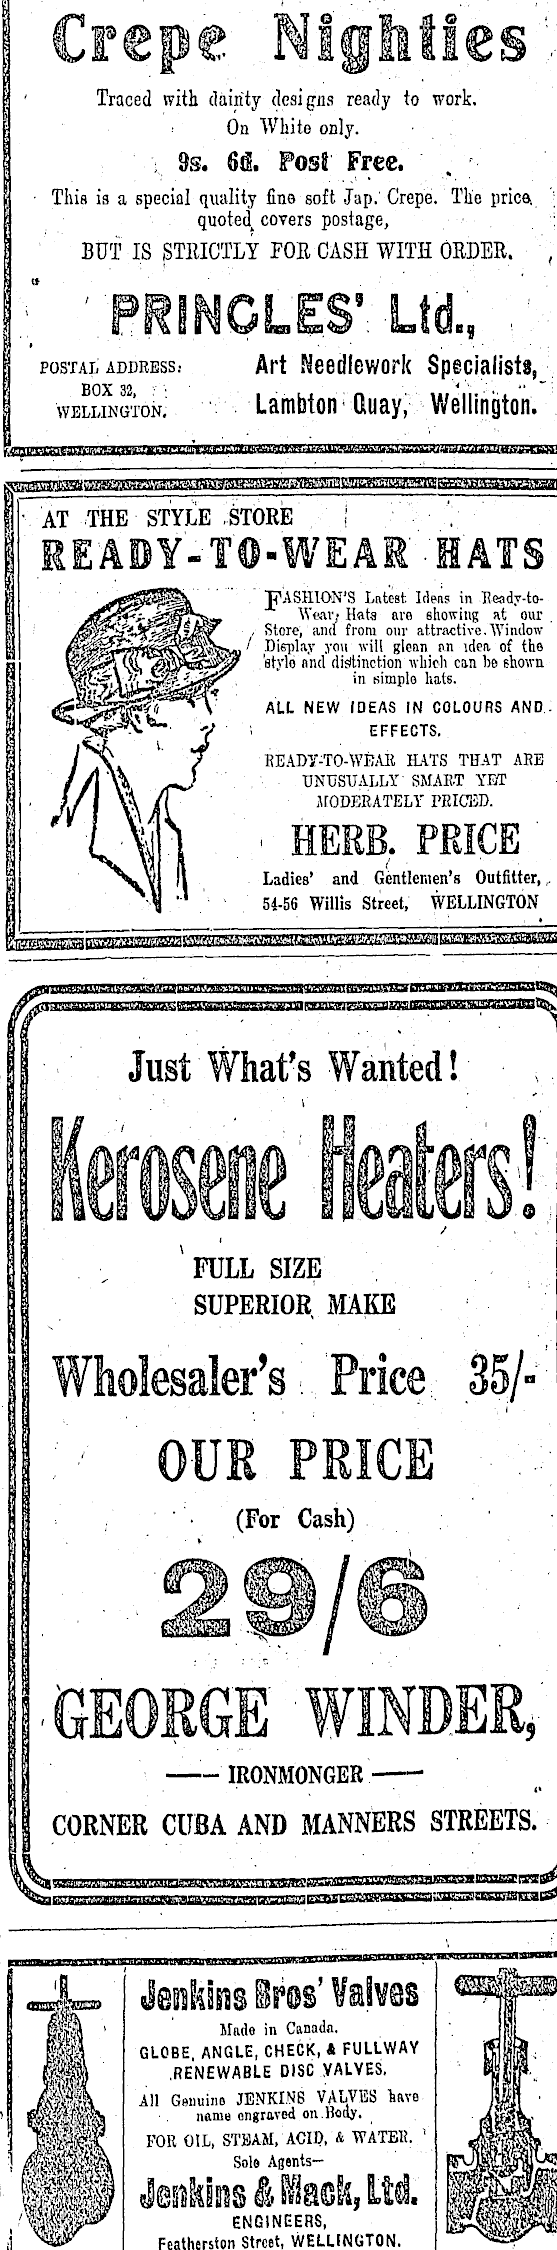 Crepe Nighties
Traced with dainty designs ready to work.
On White only.
9s. 6d. Post Free.
This is a special quality fine soft Jap. Crepe. The price
quoted covers postage,
BUT IS STRICTLY FOR CASH WITH ORDER.
PRINGLES' Ltd.,
POSTAL ADDRESS:
BOX 32,
WELLINGTON.
Art Needlework Specialists,
Lambton Quay, Wellington.
AT THE STYLE STORE
READY-TO-WEAR HATS
FASHION'S Latest Ideas in Ready-to-
Wear Hats are showing at our
Store, and from our attractive Window
Display you will glean an idea of the
style and distinction which can be shown
in simple hats.
ALL NEW IDEAS IN COLOURS AND
EFFECTS.
READY-TO-WEAR HATS THAT ARE
UNUSUALLY SMART YET
MODERATELY PRICED.
HERB. PRICE
Ladies' and Gentlemen's Outfitter,
54-56 Willis Street, WELLINGTON
Just What's Wanted!
Kerosene Heaters!
FULL SIZE
SUPERIOR MAKE
Wholesaler's Price 35/-
OUR PRICE
(For Cash)
29/6
GEORGE WINDER,
—— IRONMONGER ——
CORNER CUBA AND MANNERS STREETS.
Jenkins Bros' Valves
Made in Canada.
GLOBE, ANGLE, CHECK, & FULLWAY
RENEWABLE DISC VALVES.
All Genuine JENKINS VALVES have
name engraved on Body.
FOR OIL, STEAM, ACID, & WATER.
Sole Agents—
Jenkins & Mack, Ltd.
ENGINEERS,
Featherston Street, WELLINGTON.